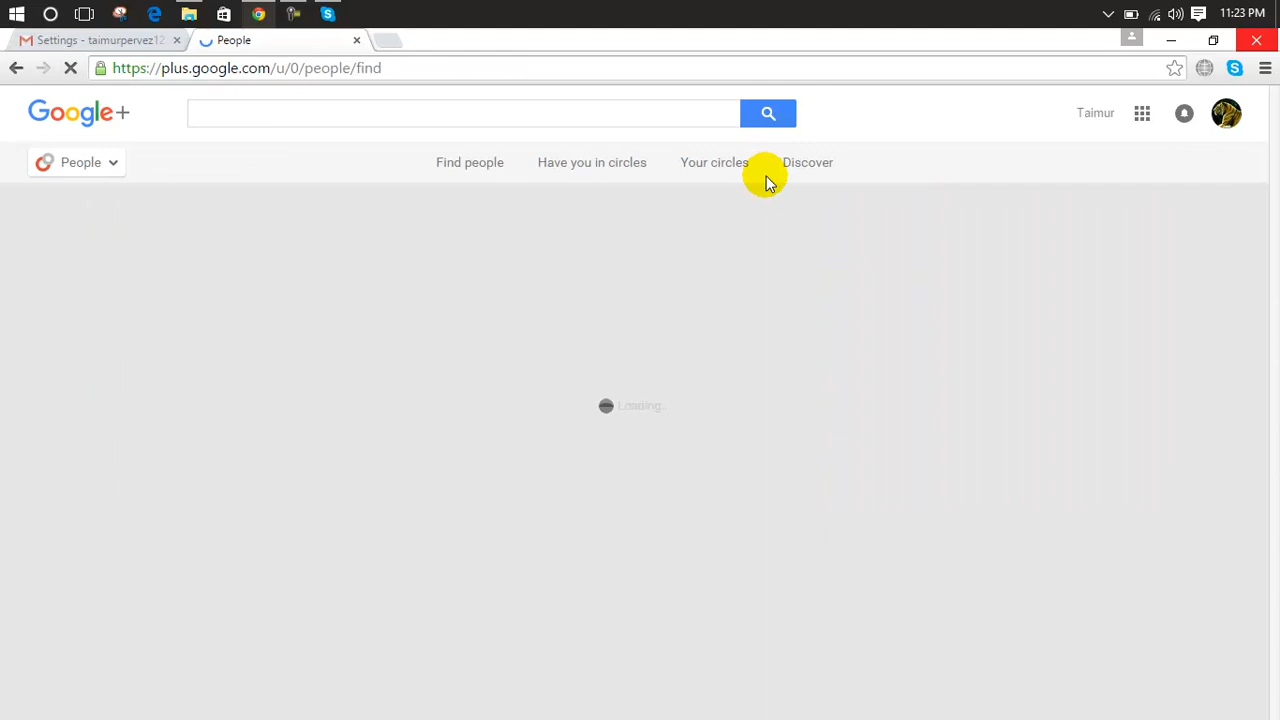 11:23 PM
Settings - taimurpervez12
People
https://plus.google.com/u/0/people/find
Google+
Taimur
People
Find people
Have you in circles
Your circles
Discover
Loading...